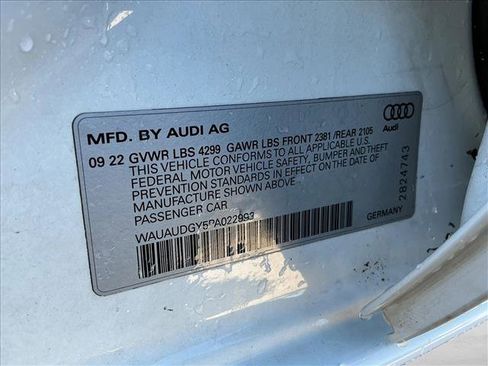 MFD. BY AUDI AG
Audi
09 22 GVWR LBS 4299 GAWR LBS FRONT 2381 /REAR 2105
THIS VEHICLE CONFORMS TO ALL APPLICABLE U.S.
FEDERAL MOTOR VEHICLE SAFETY, BUMPER AND THEFT
PREVENTION STANDARDS IN EFFECT ON THE DATE OF
MANUFACTURE SHOWN ABOVE.
PASSENGER CAR
WAUAUDGY5PA022993
GERMANY
2824743